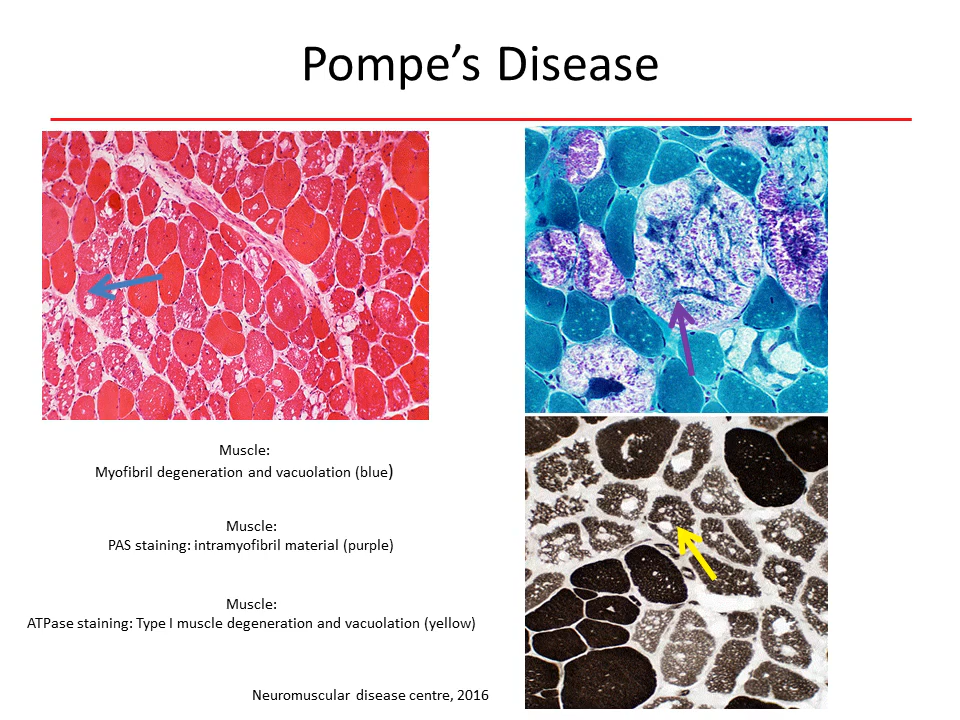 Pompe’s Disease
Muscle:
Myofibril degeneration and vacuolation (blue)
Muscle:
PAS staining: intramyofibril material (purple)
Muscle:
ATPase staining: Type I muscle degeneration and vacuolation (yellow)
Neuromuscular disease centre, 2016